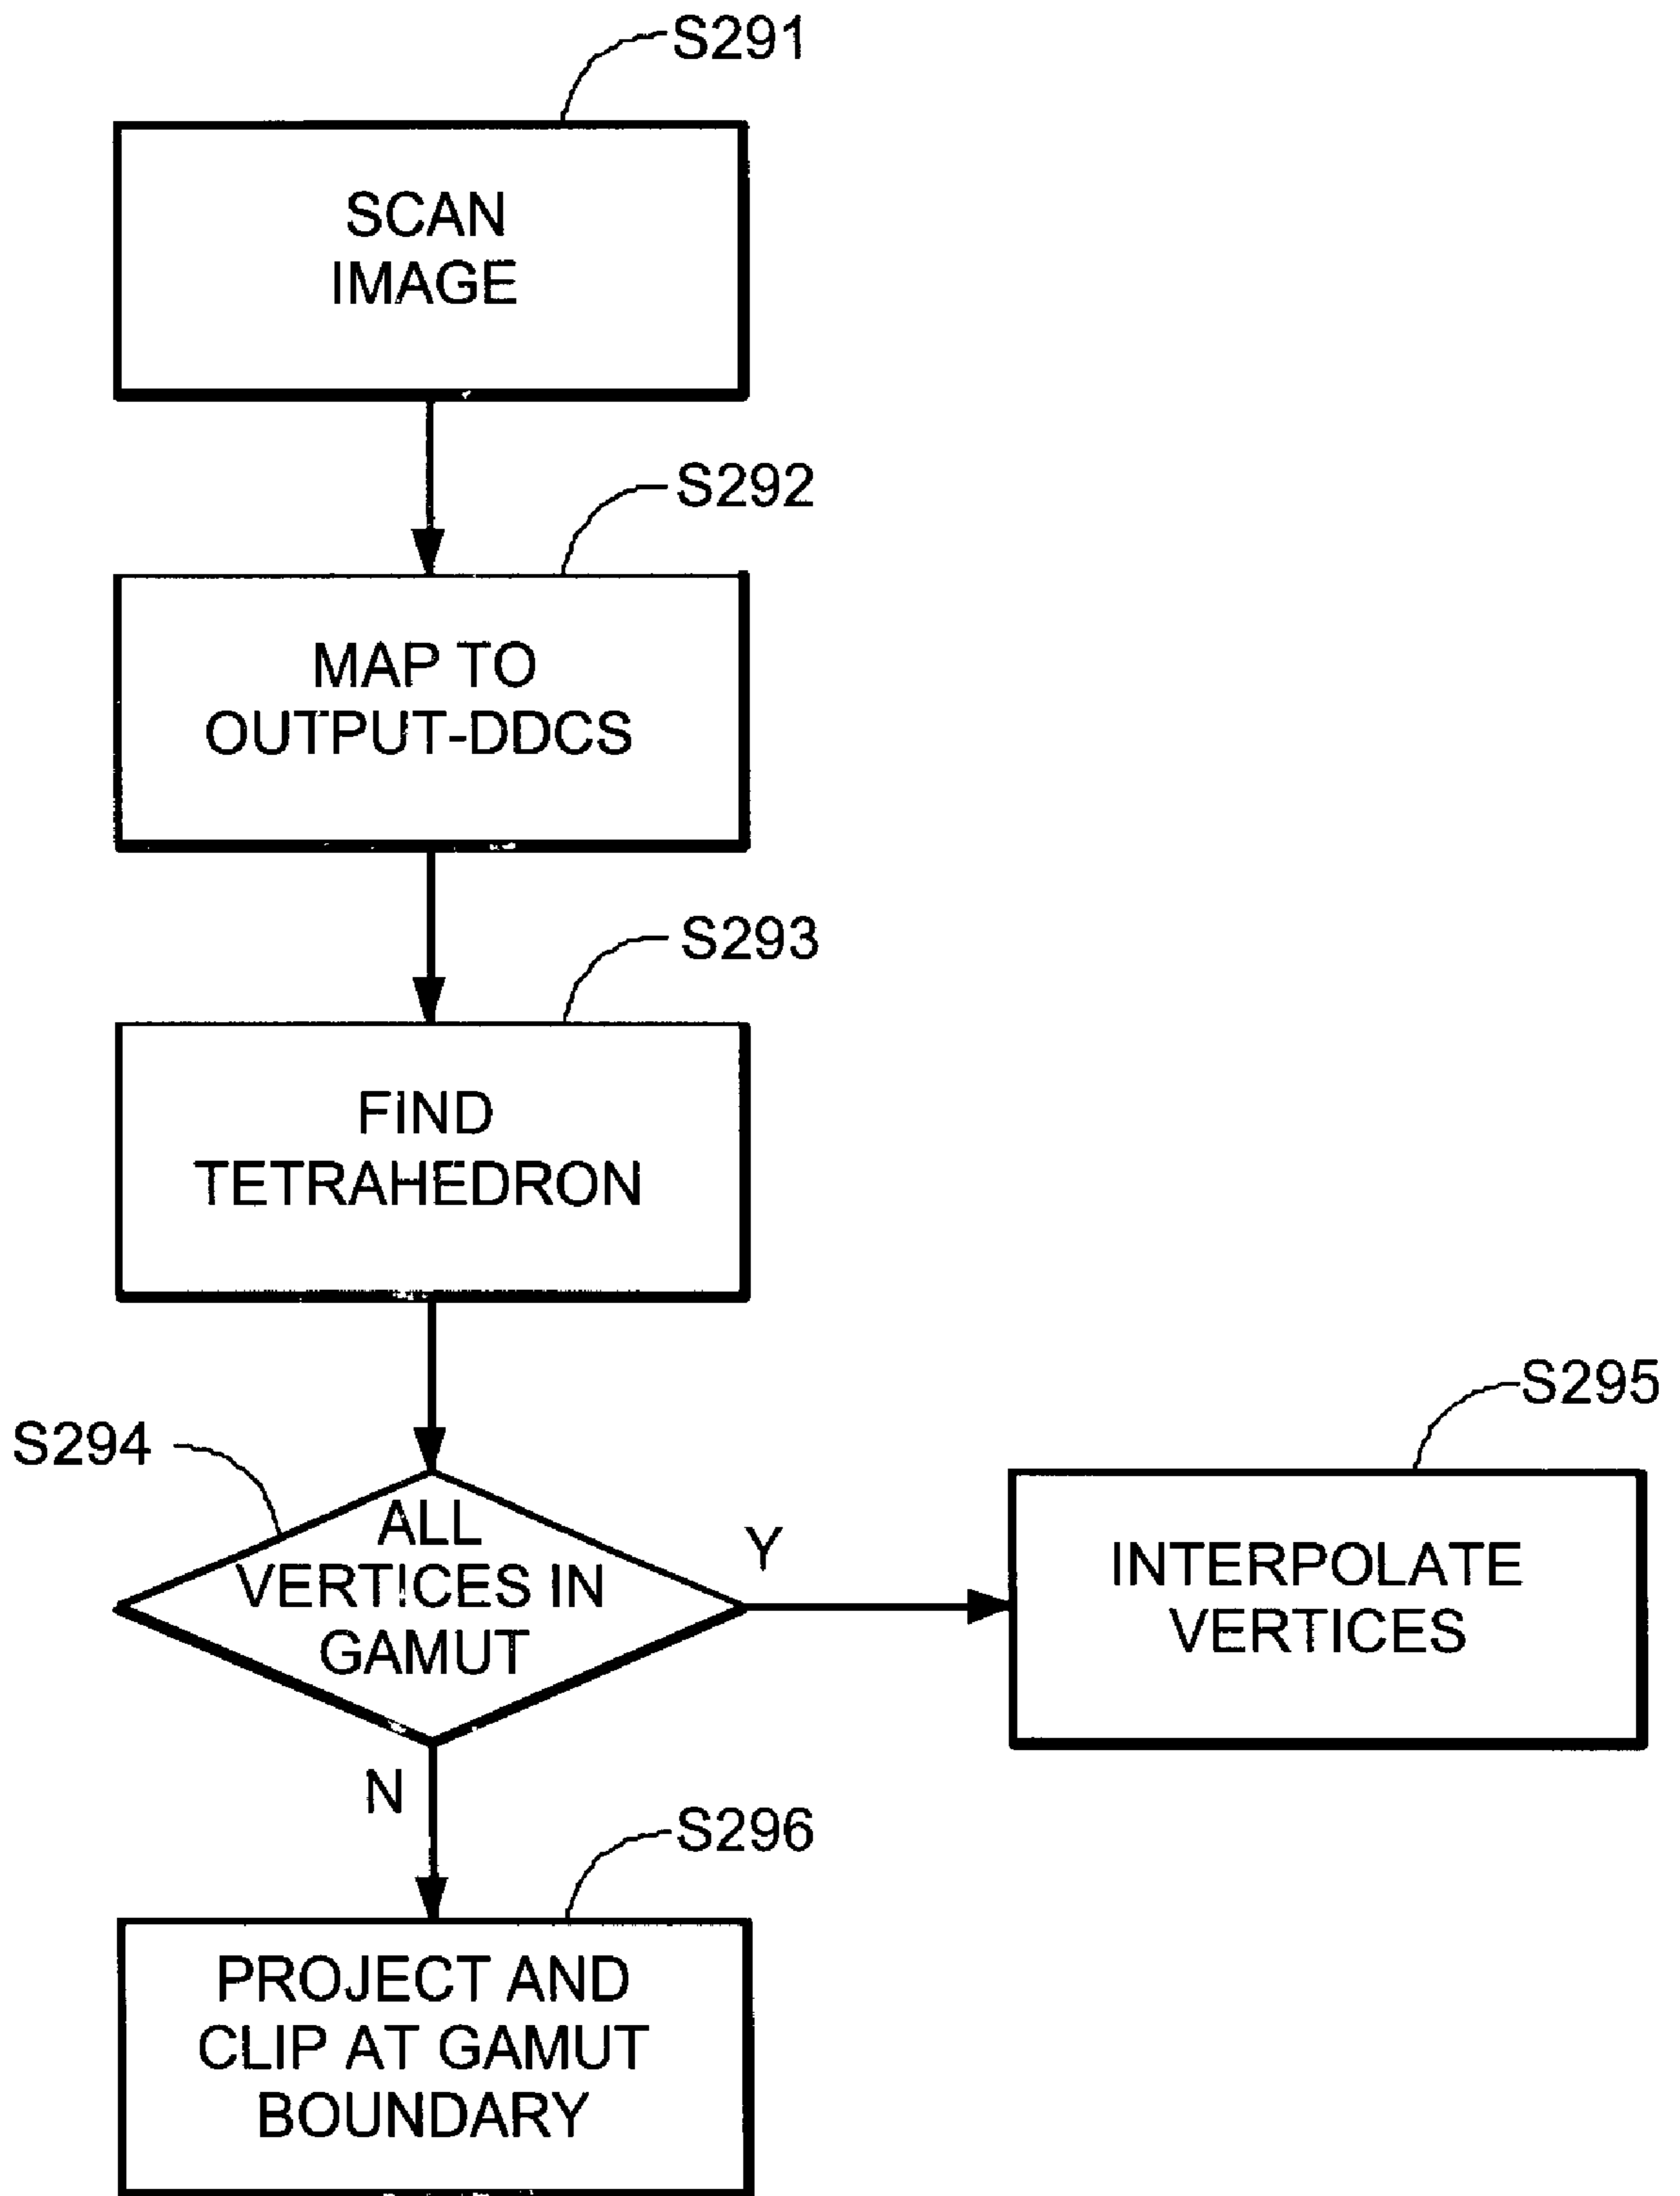 S291
SCAN
IMAGE
S292
MAP TO
OUTPUT-DDCS
S293
FIND
TETRAHEDRON
S294
ALL
VERTICES IN
GAMUT
Y
S295
INTERPOLATE
VERTICES
N
S296
PROJECT AND
CLIP AT GAMUT
BOUNDARY